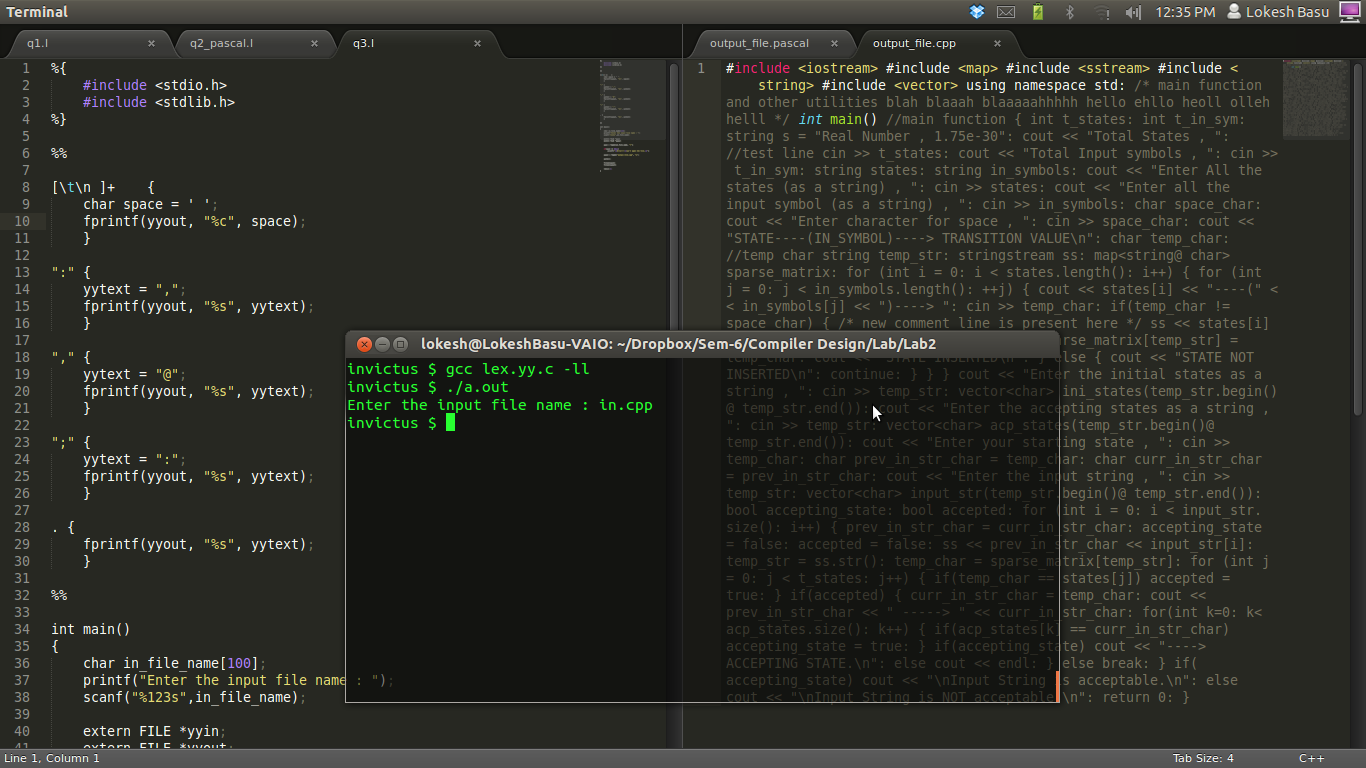 Terminal
12:35 PM Lokesh Basu
q1.l × q2_pascal.l × q3.l ×
1 %{
2 #include <stdio.h>
3 #include <stdlib.h>
4 %}
5
6 %%
7
8 [\t\n ]+ {
9 char space = ' ';
10 fprintf(yyout, "%c", space);
11 }
12
13 ":" {
14 yytext = ",";
15 fprintf(yyout, "%s", yytext);
16 }
17
18 "," {
19 yytext = "@";
20 fprintf(yyout, "%s", yytext);
21 }
22
23 ";" {
24 yytext = ":";
25 fprintf(yyout, "%s", yytext);
26 }
27
28 . {
29 fprintf(yyout, "%s", yytext);
30 }
31
32 %%
33
34 int main()
35 {
36 char in_file_name[100];
37 printf("Enter the input file name : ");
38 scanf("%123s",in_file_name);
39
40 extern FILE *yyin;
41 extern FILE *yyout;
output_file.pascal × output_file.cpp ×
1 #include <iostream> #include <map> #include <sstream> #include <
string> #include <vector> using namespace std: /* main function
and other utilities blah blaaah blaaaaahhhhh hello ehllo heoll olleh
helll */ int main() //main function { int t_states: int t_in_sym:
string s = "Real Number , 1.75e-30": cout << "Total States , ":
//test line cin >> t_states: cout << "Total Input symbols , ": cin >>
t_in_sym: string states: string in_symbols: cout << "Enter All the
states (as a string) , ": cin >> states: cout << "Enter all the
input symbol (as a string) , ": cin >> in_symbols: char space_char:
cout << "Enter character for space , ": cin >> space_char: cout <<
"STATE----(IN_SYMBOL)----> TRANSITION VALUE\n": char temp_char:
//temp char string temp_str: stringstream ss: map<string@ char>
sparse_matrix: for (int i = 0: i < states.length(): i++) { for (int
j = 0: j < in_symbols.length(): ++j) { cout << states[i] << "----(" <
< in_symbols[j] << ")----> ": cin >> temp_char: if(temp_char !=
space_char) { /* new comment line is present here */ ss << states[i]
rse_matrix[temp_str] =
"STATE INSERTED\n": } else { cout << "STATE NOT
INSERTED\n": continue: } } } cout << "Enter the initial states as a
string , ": cin >> temp_str: vector<char> ini_states(temp_str.begin()
@ temp_str.end()): cout << "Enter the accepting states as a string ,
": cin >> temp_str: vector<char> acp_states(temp_str.begin()@
temp_str.end()): cout << "Enter your starting state , ": cin >>
temp_char: char prev_in_str_char = temp_char: char curr_in_str_char
= prev_in_str_char: cout << "Enter the input string , ": cin >>
temp_str: vector<char> input_str(temp_str.begin()@ temp_str.end()):
bool accepting_state: bool accepted: for (int i = 0: i < input_str.
size(): i++) { prev_in_str_char = curr_in_str_char: accepting_state
= false: accepted = false: ss << prev_in_str_char << input_str[i]:
temp_str = ss.str(): temp_char = sparse_matrix[temp_str]: for (int j
= 0: j < t_states: j++) { if(temp_char == states[j]) accepted =
true: } if(accepted) { curr_in_str_char = temp_char: cout <<
prev_in_str_char << " -----> " << curr_in_str_char: for(int k=0: k<
acp_states.size(): k++) { if(acp_states[k] == curr_in_str_char)
accepting_state = true: } if(accepting_state) cout << "---->
ACCEPTING STATE.\n": else cout << endl: } else break: } if(
accepting_state) cout << "\nInput String is acceptable.\n": else
cout << "\nInput String is NOT acceptable.\n": return 0: }
lokesh@LokeshBasu-VAIO: ~/Dropbox/Sem-6/Compiler Design/Lab/Lab2
invictus $ gcc lex.yy.c -ll
invictus $ ./a.out
Enter the input file name : in.cpp
invictus $
Line 1, Column 1
Tab Size: 4 C++